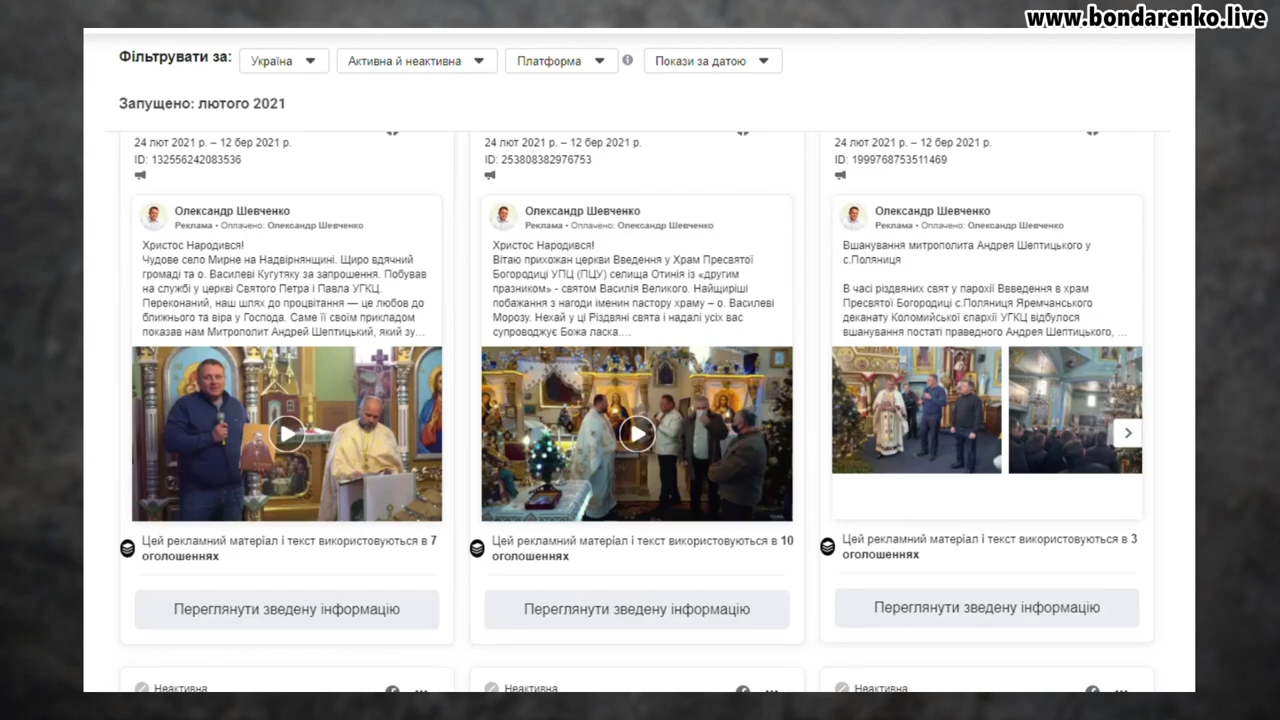 www.bondarenko.live
Фільтрувати за: Україна Активна й неактивна Платформа Покази за датою
Запущено: лютого 2021
24 лют 2021 р. – 12 бер 2021 р.
ID: 132556242083536
Олександр Шевченко
Реклама • Оплачено: Олександр Шевченко
Христос Народився!
Чудове село Мирне на Надвірнянщині. Щиро вдячний
громаді та о. Василеві Кугутяку за запрошення. Побував
на службі у церкві Святого Петра і Павла УГКЦ.
Переконаний, наш шлях до процвітання — це любов до
ближнього та віра у Господа. Саме її своїм прикладом
показав нам Митрополит Андрей Шептицький, який зу...
Цей рекламний матеріал і текст використовуються в 7
оголошеннях
Переглянути зведену інформацію
Неактивна
24 лют 2021 р. – 12 бер 2021 р.
ID: 253808382976753
Олександр Шевченко
Реклама • Оплачено: Олександр Шевченко
Христос Народився!
Вітаю прихожан церкви Введення у Храм Пресвятої
Богородиці УПЦ (ПЦУ) селища Отинія із «другим
празником» - святом Василія Великого. Найщиріші
побажання з нагоди іменин пастору храму – о. Василеві
Морозу. Нехай у ці Різдвяні свята і надалі усіх вас
супроводжує Божа ласка....
Цей рекламний матеріал і текст використовуються в 10
оголошеннях
Переглянути зведену інформацію
Неактивна
24 лют 2021 р. – 12 бер 2021 р.
ID: 1999768753511469
Олександр Шевченко
Реклама • Оплачено: Олександр Шевченко
Вшанування митрополита Андрея Шептицького у
с.Поляниця
В часі різдвяних свят у парохії Ввведення в храм
Пресвятої Богородиці с.Поляниця Яремчанського
деканату Коломийської єпархії УГКЦ відбулося
вшанування постаті праведного Андрея Шептицького, ...
Цей рекламний матеріал і текст використовуються в 3
оголошеннях
Переглянути зведену інформацію
Неактивна